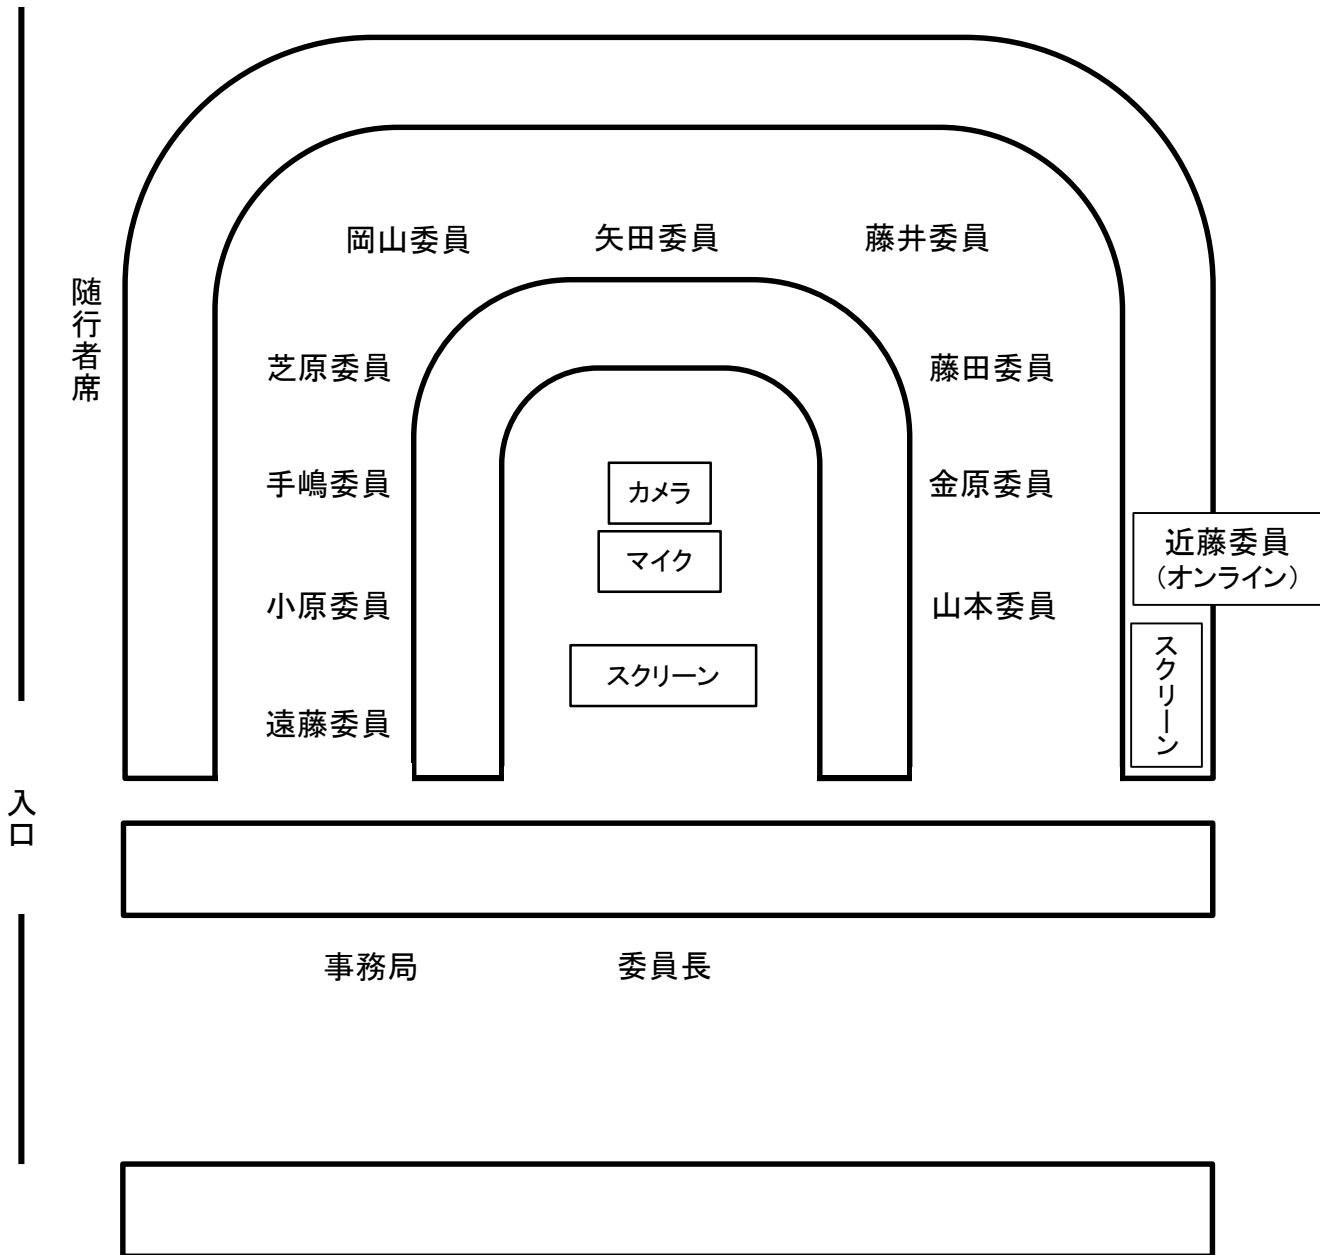 岡山委員
矢田委員
藤井委員
随行者席
芝原委員
藤田委員
手嶋委員
カメラ
金原委員
マイク
近藤委員
（オンライン）
小原委員
山本委員
スクリーン
スクリーン
遠藤委員
入口
事務局
委員長